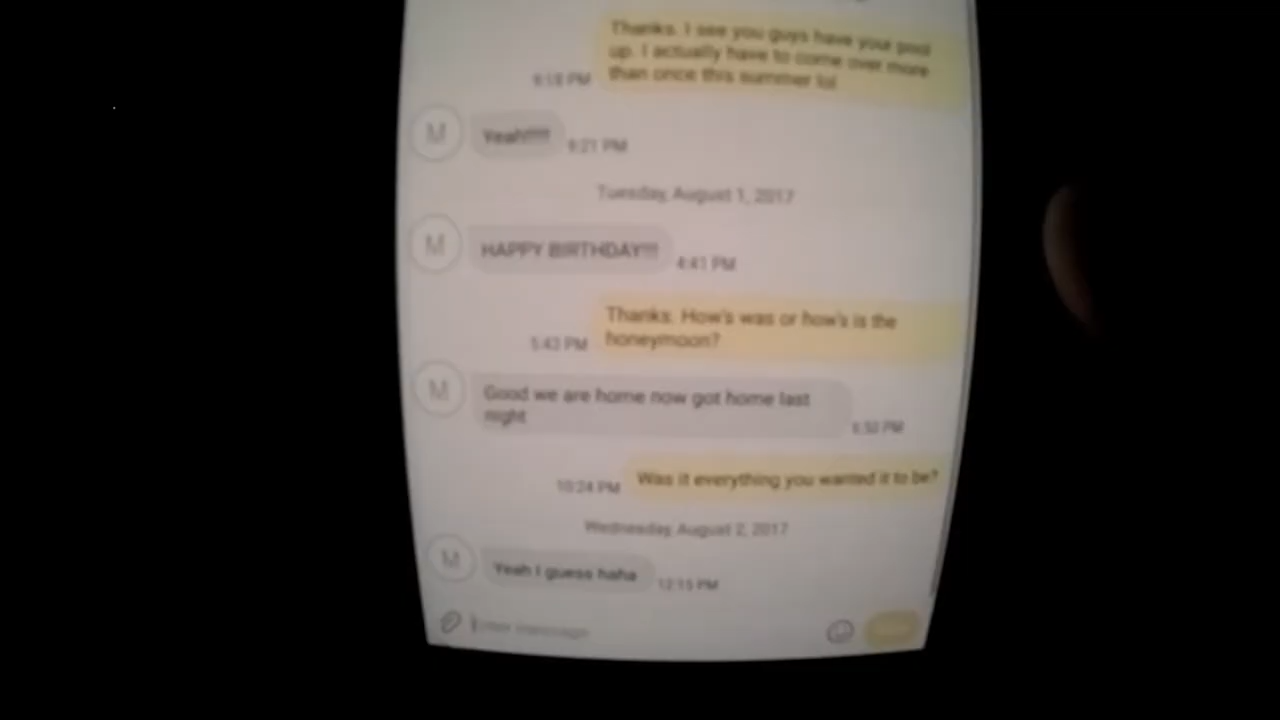 Thanks. I see you guys have your pool
up. I actually have to come over more
than once this summer lol
9:18 PM
M
Yeah!!!!!
9:21 PM
Tuesday, August 1, 2017
M
HAPPY BIRTHDAY!!!
4:41 PM
Thanks. How's was or how's is the
honeymoon?
5:43 PM
M
Good we are home now got home last
night
PM
Was it everything you wanted it to be?
10:24 PM
Wednesday, August 2, 2017
M
Yeah I guess haha
12:15 PM
Enter message